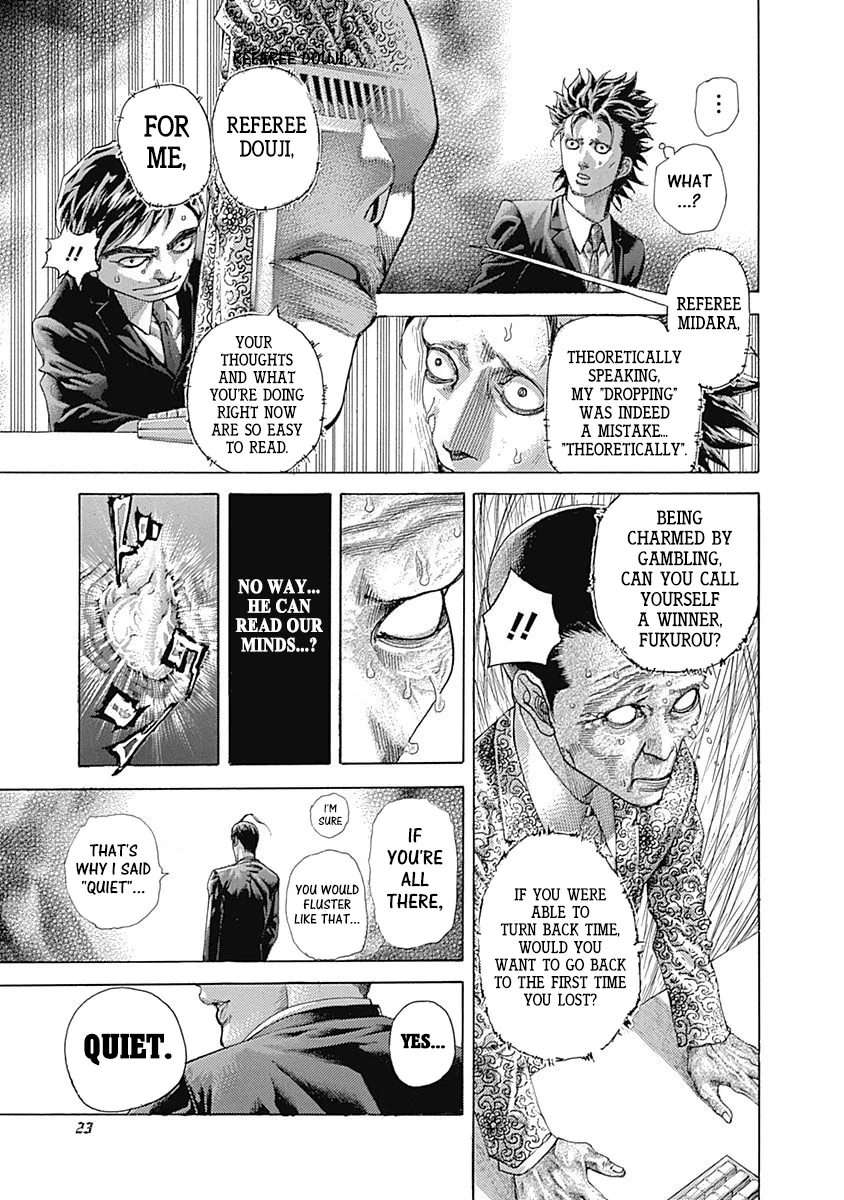 ...
WHAT
...?
REFEREE
MIDARA,
THEORETICALLY
SPEAKING,
MY "DROPPING"
WAS INDEED
A MISTAKE...
"THEORETICALLY".
REFEREE DOUJI,
REFEREE
DOUJI,
FOR
ME,
!!
YOUR
THOUGHTS
AND WHAT
YOU'RE DOING
RIGHT NOW
ARE SO EASY
TO READ.
BEING
CHARMED BY
GAMBLING,
CAN YOU CALL
YOURSELF
A WINNER,
FUKUROU?
!!
IF YOU WERE
ABLE TO
TURN BACK TIME,
WOULD YOU
WANT TO GO BACK
TO THE FIRST TIME
YOU LOST?
NO WAY...
HE CAN
READ OUR
MINDS...?
IF
YOU'RE
ALL
THERE,
I'M
SURE
YOU WOULD
FLUSTER
LIKE THAT...
THAT'S
WHY I SAID
"QUIET"...
YES...
QUIET.
23